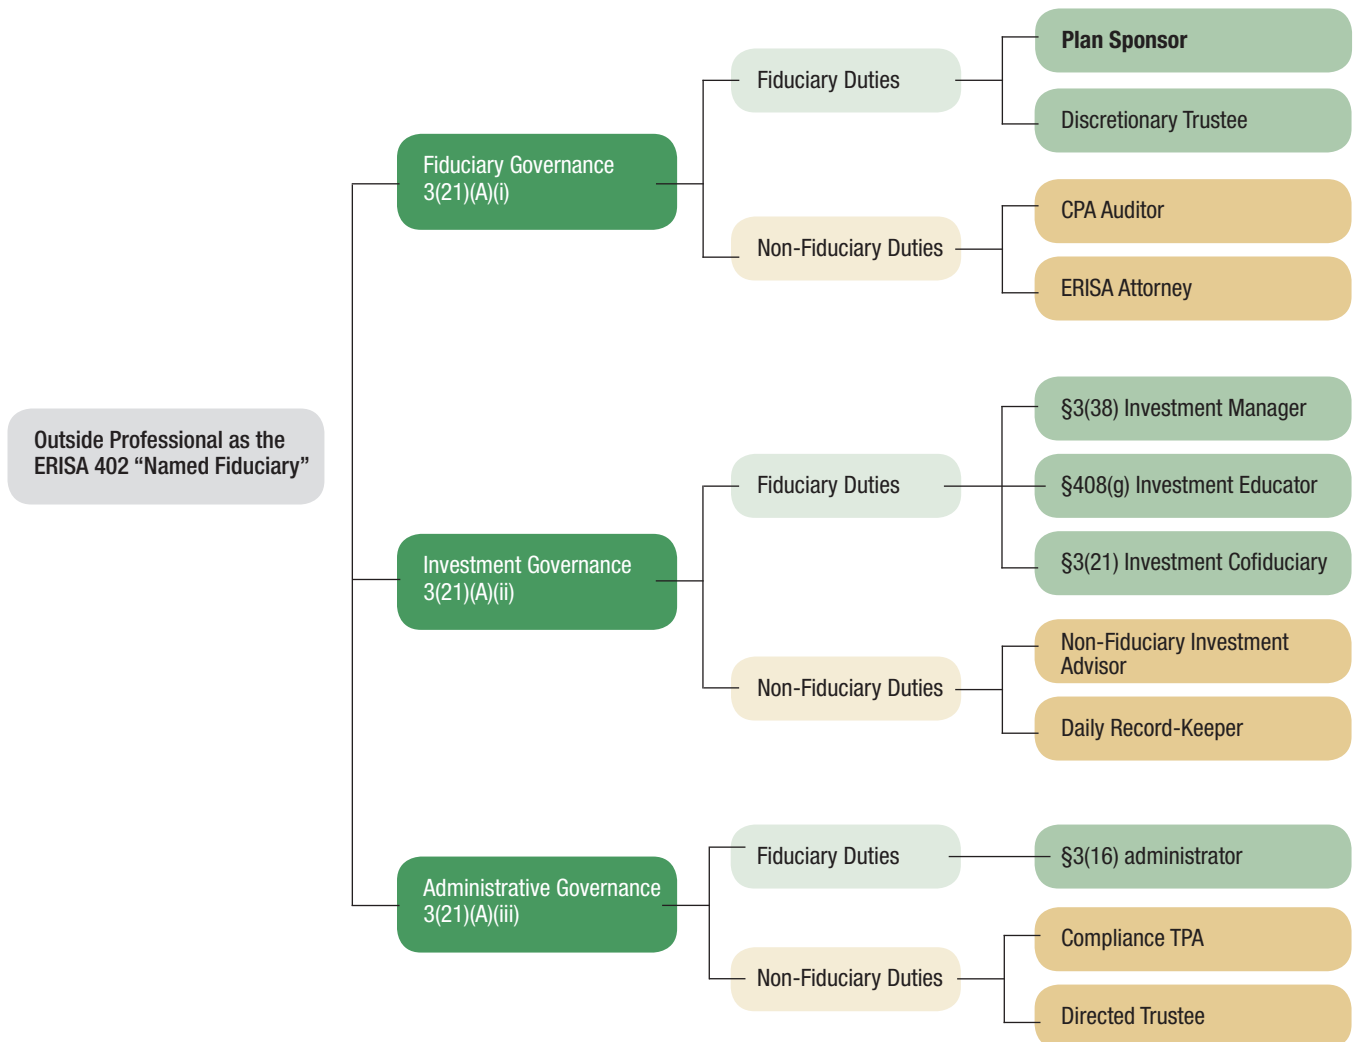 Outside Professional as the
ERISA 402 “Named Fiduciary”
Fiduciary Governance
3(21)(A)(i)
Fiduciary Duties
Plan Sponsor
Discretionary Trustee
Non-Fiduciary Duties
CPA Auditor
ERISA Attorney
Investment Governance
3(21)(A)(ii)
Fiduciary Duties
§3(38) Investment Manager
§408(g) Investment Educator
§3(21) Investment Cofiduciary
Non-Fiduciary Duties
Non-Fiduciary Investment
Advisor
Daily Record-Keeper
Administrative Governance
3(21)(A)(iii)
Fiduciary Duties
§3(16) administrator
Non-Fiduciary Duties
Compliance TPA
Directed Trustee